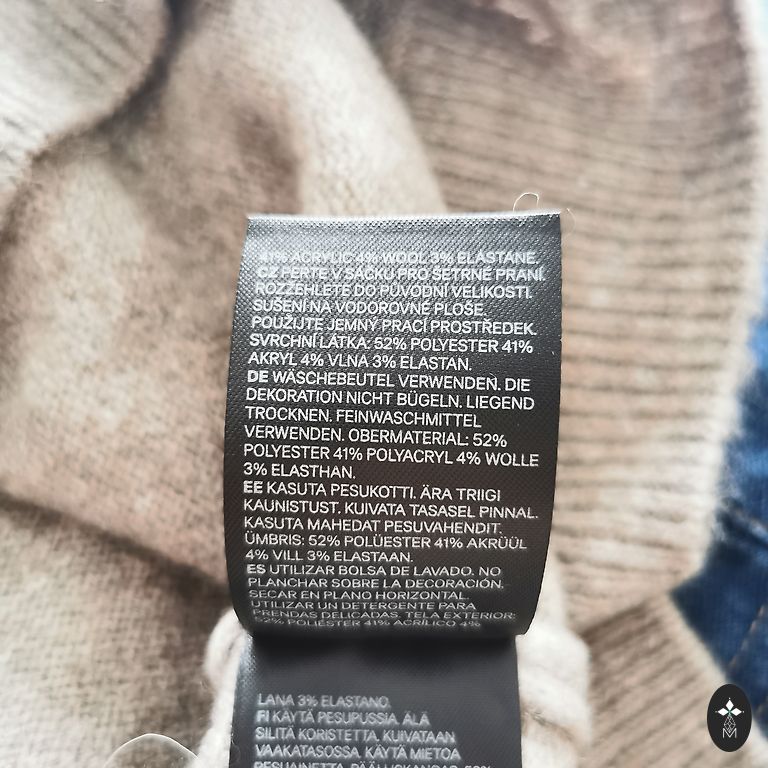 41% ACRYLIC 4% WOOL 3% ELASTANE.
CZ PERTE V SÁČKU PRO ŠETRNÉ PRANÍ.
ROZŽEHLETE DO PŮVODNÍ VELIKOSTI.
SUŠENÍ NA VODOROVNÉ PLOŠE.
POUŽIJTE JEMNÝ PRACÍ PROSTŘEDEK.
SVRCHNÍ LÁTKA: 52% POLYESTER 41%
AKRYL 4% VLNA 3% ELASTAN.
DE WÄSCHEBEUTEL VERWENDEN. DIE
DEKORATION NICHT BÜGELN. LIEGEND
TROCKNEN. FEINWASCHMITTEL
VERWENDEN. OBERMATERIAL: 52%
POLYESTER 41% POLYACRYL 4% WOLLE
3% ELASTHAN.
EE KASUTA PESUKOTTI. ÄRA TRIIGI
KAUNISTUST. KUIVATA TASASEL PINNAL.
KASUTA MAHEDAT PESUVAHENDIT.
ÜMBRIS: 52% POLÜESTER 41% AKRÜÜL
4% VILL 3% ELASTAAN.
ES UTILIZAR BOLSA DE LAVADO. NO
PLANCHAR SOBRE LA DECORACIÓN.
SECAR EN PLANO HORIZONTAL.
UTILIZAR UN DETERGENTE PARA
PRENDAS DELICADAS. TELA EXTERIOR:
52% POLIÉSTER 41% ACRÍLICO 4%
LANA 3% ELASTANO.
FI KÄYTÄ PESUPUSSIA. ÄLÄ
SILITÄ KORISTETTA. KUIVATAAN
VAAKATASOSSA. KÄYTÄ MIETOA